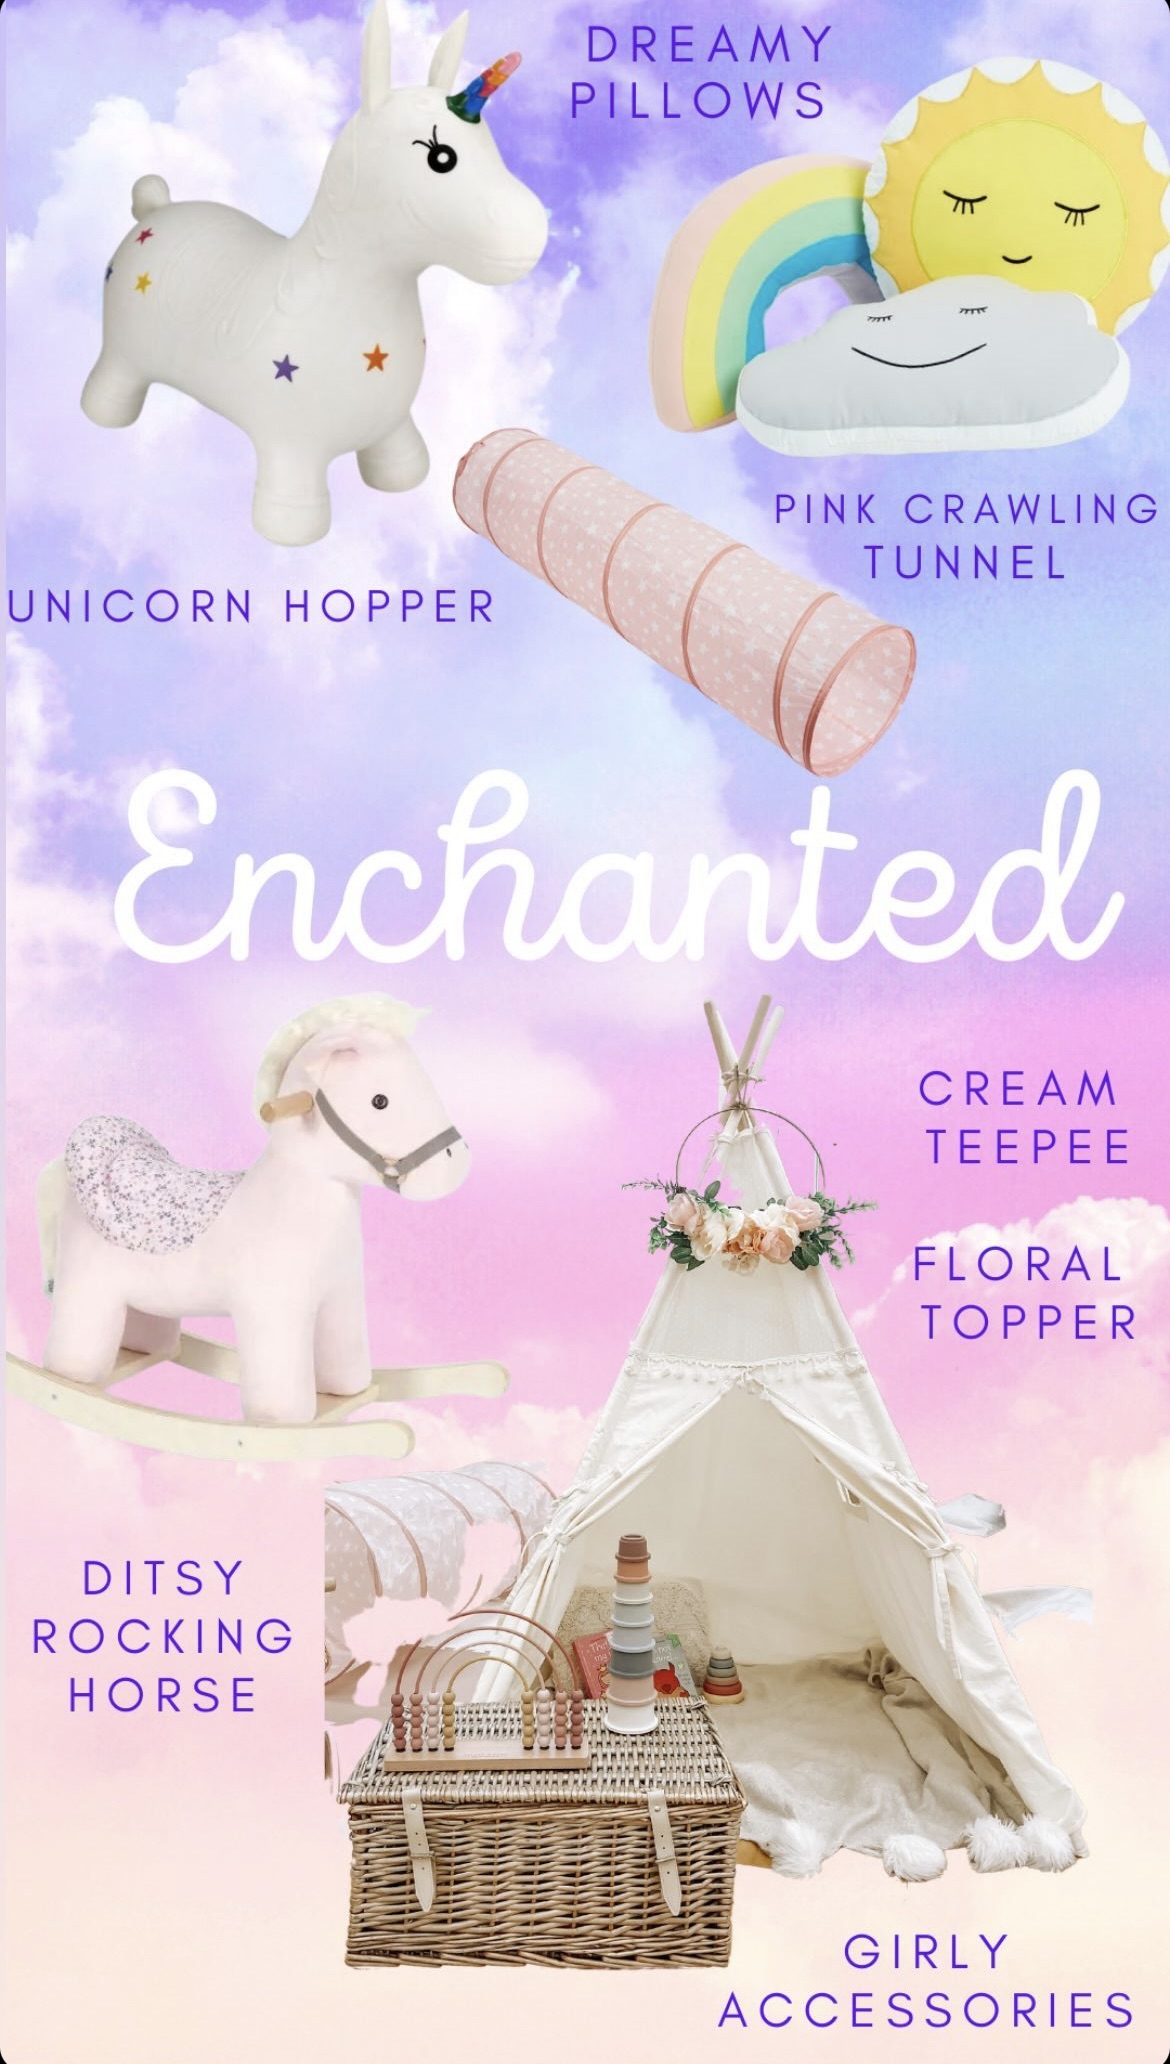 DREAMY
PILLOWS
PINK CRAWLING
TUNNEL
UNICORN HOPPER
Enchanted
CREAM
TEEPEE
FLORAL
TOPPER
DITSY
ROCKING
HORSE
GIRLY
ACCESSORIES